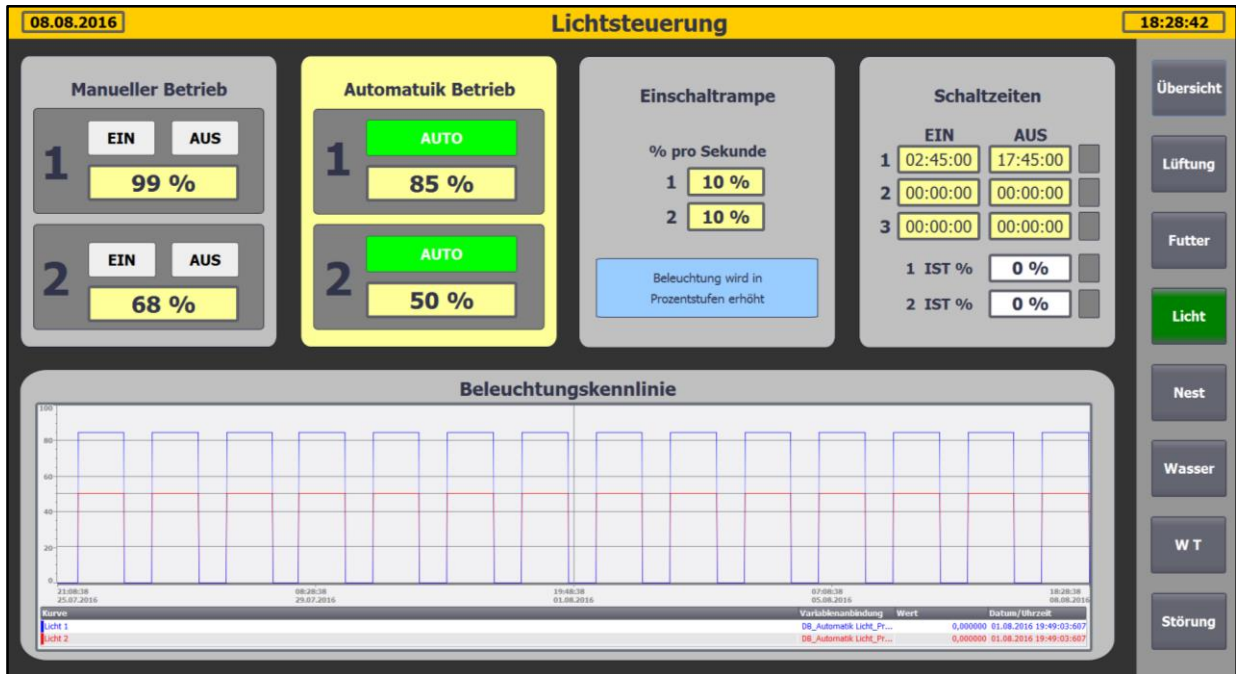 08.08.2016 Lichtsteuerung 18:28:42
Manueller Betrieb
1 EIN AUS
99 %
2 EIN AUS
68 %
Automatuik Betrieb
1 AUTO
85 %
2 AUTO
50 %
Einschaltrampe
% pro Sekunde
1 10 %
2 10 %
Beleuchtung wird in
Prozentstufen erhöht
Schaltzeiten
EIN AUS
1 02:45:00 17:45:00
2 00:00:00 00:00:00
3 00:00:00 00:00:00
1 IST % 0 %
2 IST % 0 %
Übersicht
Lüftung
Futter
Licht
Nest
Wasser
W T
Störung
Beleuchtungskennlinie
100
80
60
40
20
0
21:08:38 08:28:38 19:48:38 07:08:38 18:28:38
25.07.2016 29.07.2016 01.08.2016 05.08.2016 08.08.2016
Kurve Variablenanbindung Wert Datum/Uhrzeit
Licht 1 DB_Automatik Licht_Pr... 0,000000 01.08.2016 19:49:03:607
Licht 2 DB_Automatik Licht_Pr... 0,000000 01.08.2016 19:49:03:607